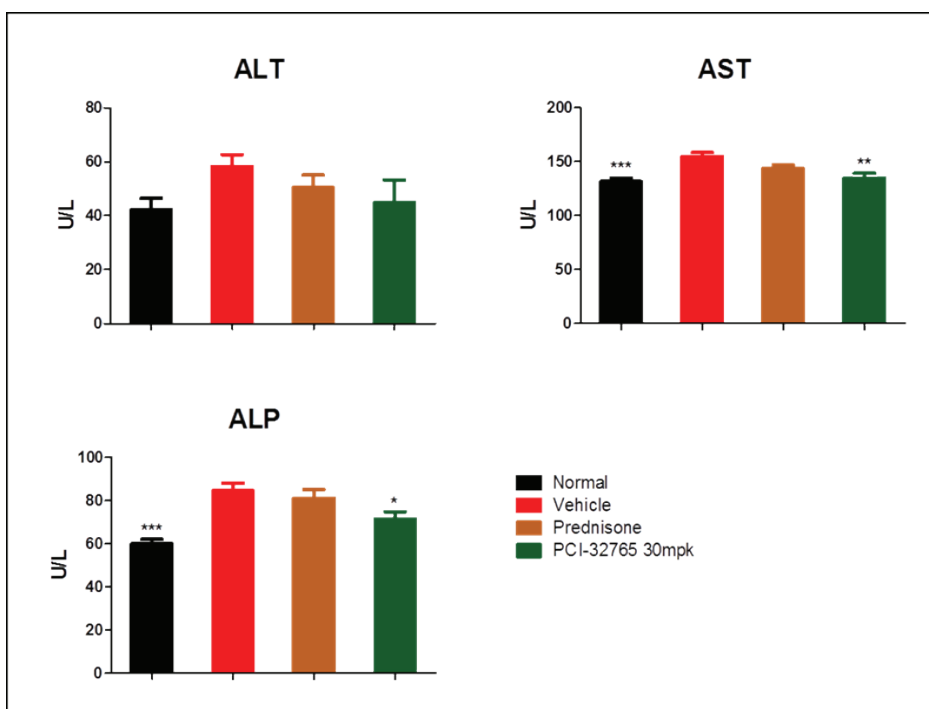 ALT
80
60
40
20
0
U/L
AST
200
150
100
50
0
U/L
***
**
ALP
100
80
60
40
20
0
U/L
***
*
Normal
Vehicle
Prednisone
PCI-32765 30mpk